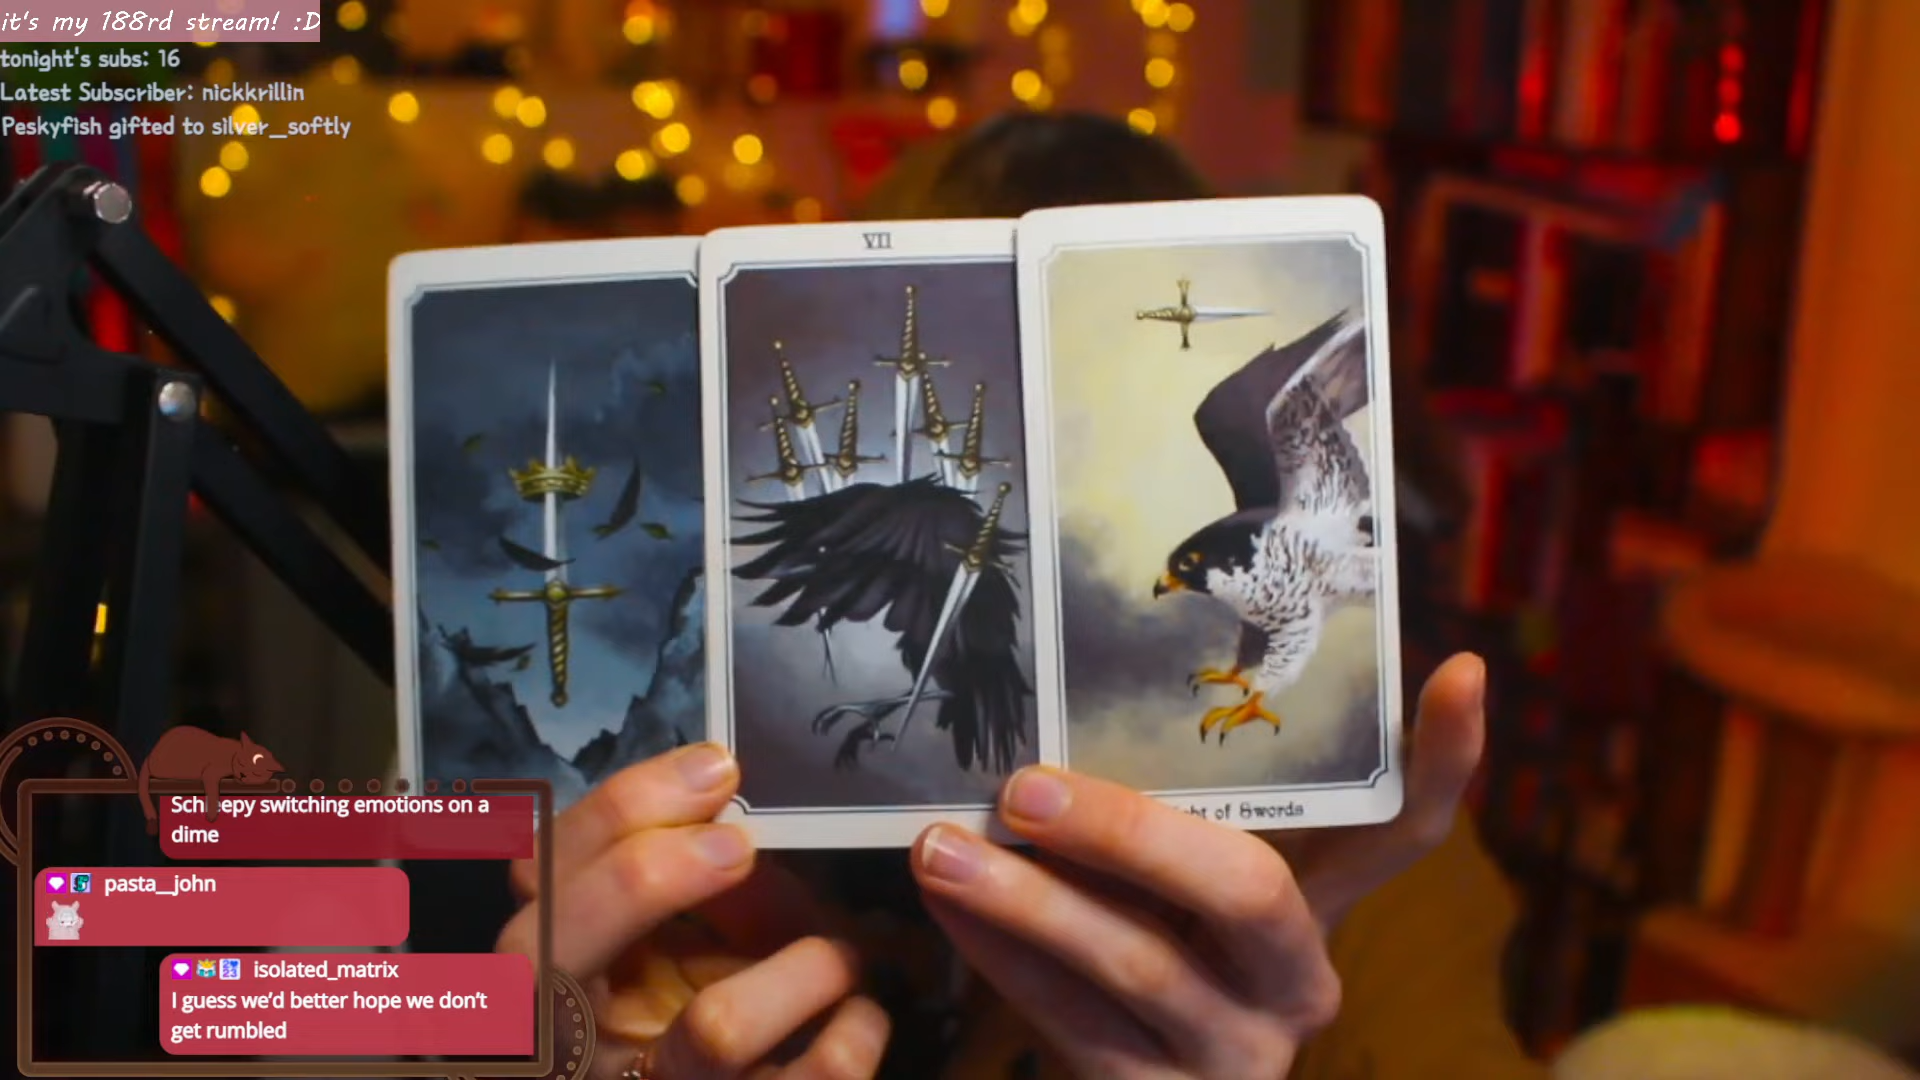 it's my 188rd stream! :D
tonight's subs: 16
Latest Subscriber: nickkrillin
Peskyfish gifted to silver_softly
VII
of Swords
Schreepy switching emotions on a
dime
pasta_john
isolated_matrix
I guess we'd better hope we don't
get rumbled